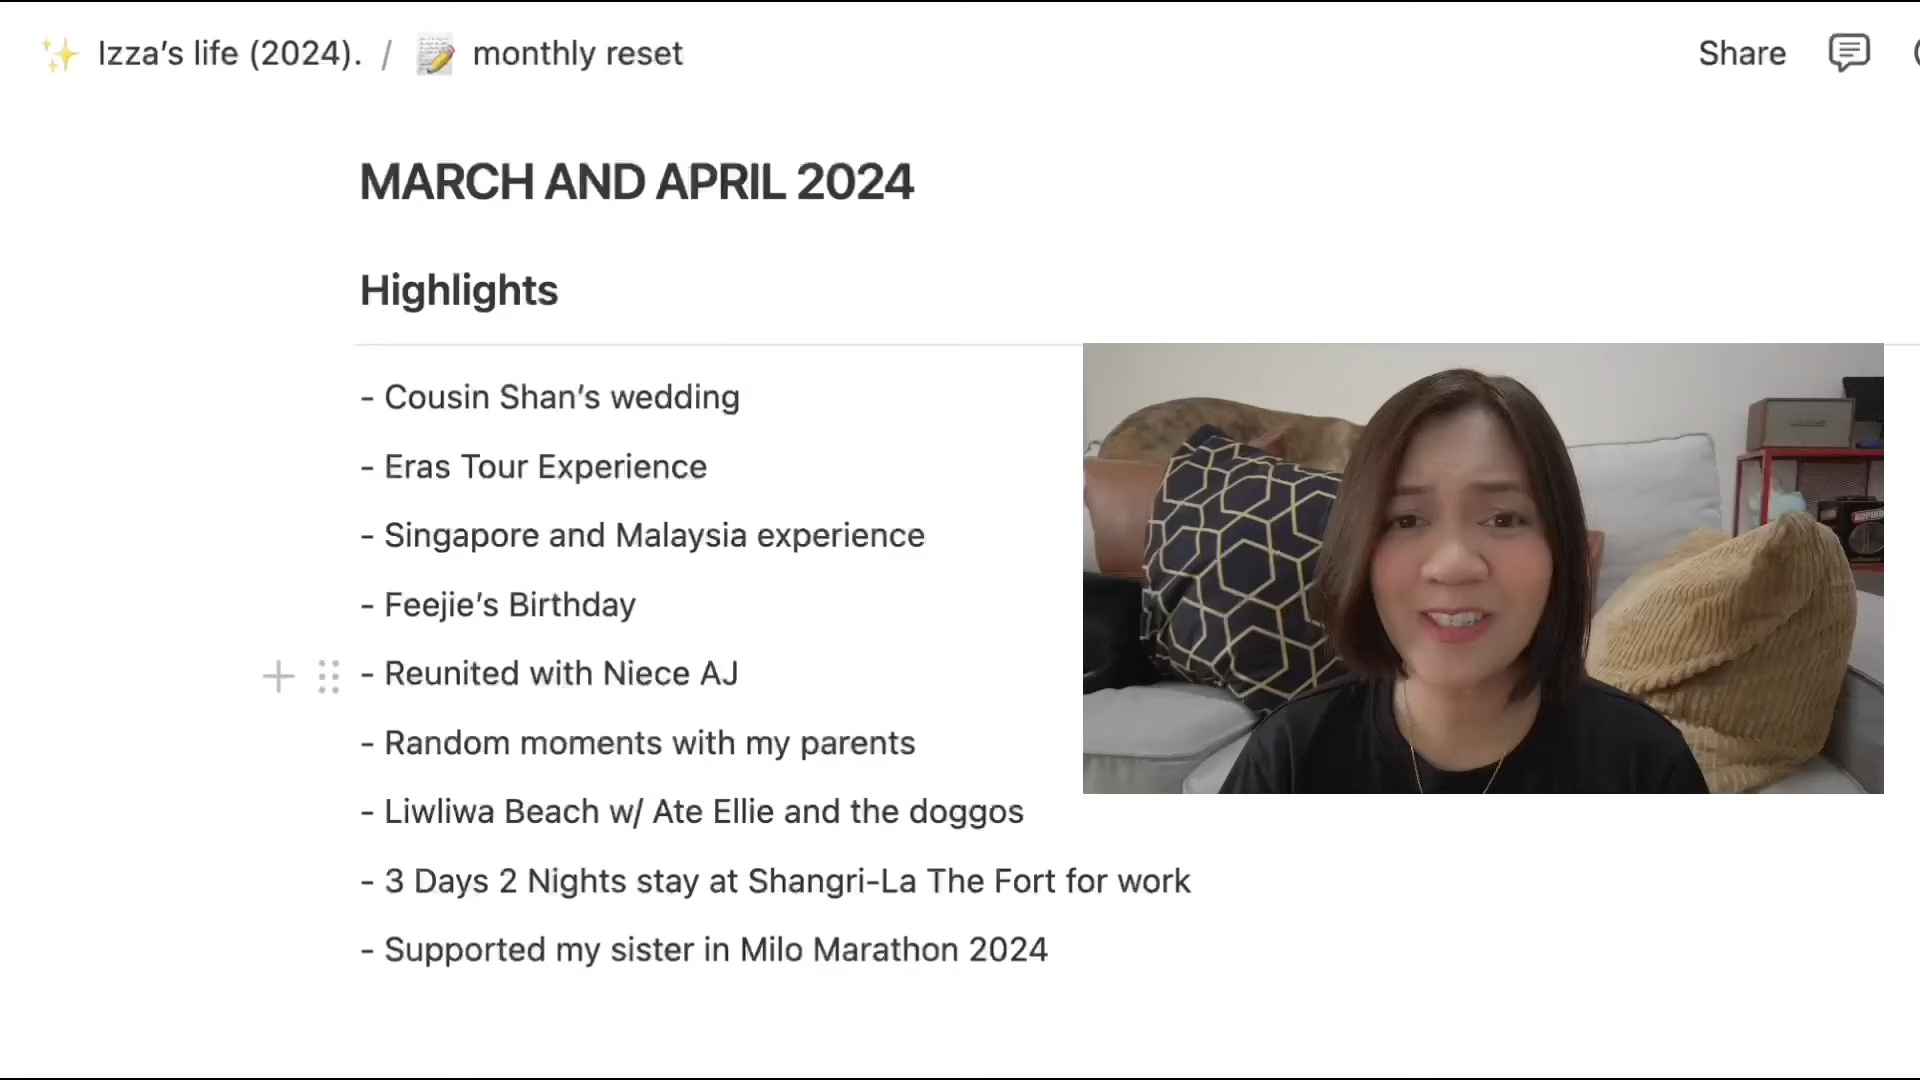 Izza's life (2024). / monthly reset
Share
MARCH AND APRIL 2024
Highlights
- Cousin Shan's wedding
- Eras Tour Experience
- Singapore and Malaysia experience
- Feejie's Birthday
- Reunited with Niece AJ
- Random moments with my parents
- Liwliwa Beach w/ Ate Ellie and the doggos
- 3 Days 2 Nights stay at Shangri-La The Fort for work
- Supported my sister in Milo Marathon 2024
KOPIKO